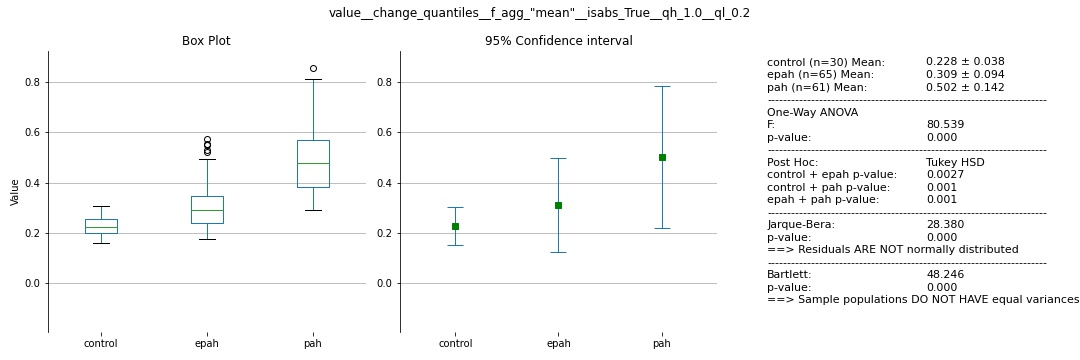 value__change_quantiles__f_agg_"mean"__isabs_True__qh_1.0__ql_0.2
Box Plot
Value
0.8
0.6
0.4
0.2
0.0
control epah pah
95% Confidence interval
0.8
0.6
0.4
0.2
0.0
control epah pah
control (n=30) Mean: 0.228 ± 0.038
epah (n=65) Mean: 0.309 ± 0.094
pah (n=61) Mean: 0.502 ± 0.142
One-Way ANOVA
F: 80.539
p-value: 0.000
Post Hoc: Tukey HSD
control + epah p-value: 0.0027
control + pah p-value: 0.001
epah + pah p-value: 0.001
Jarque-Bera: 28.380
p-value: 0.000
==> Residuals ARE NOT normally distributed
Bartlett: 48.246
p-value: 0.000
==> Sample populations DO NOT HAVE equal variances